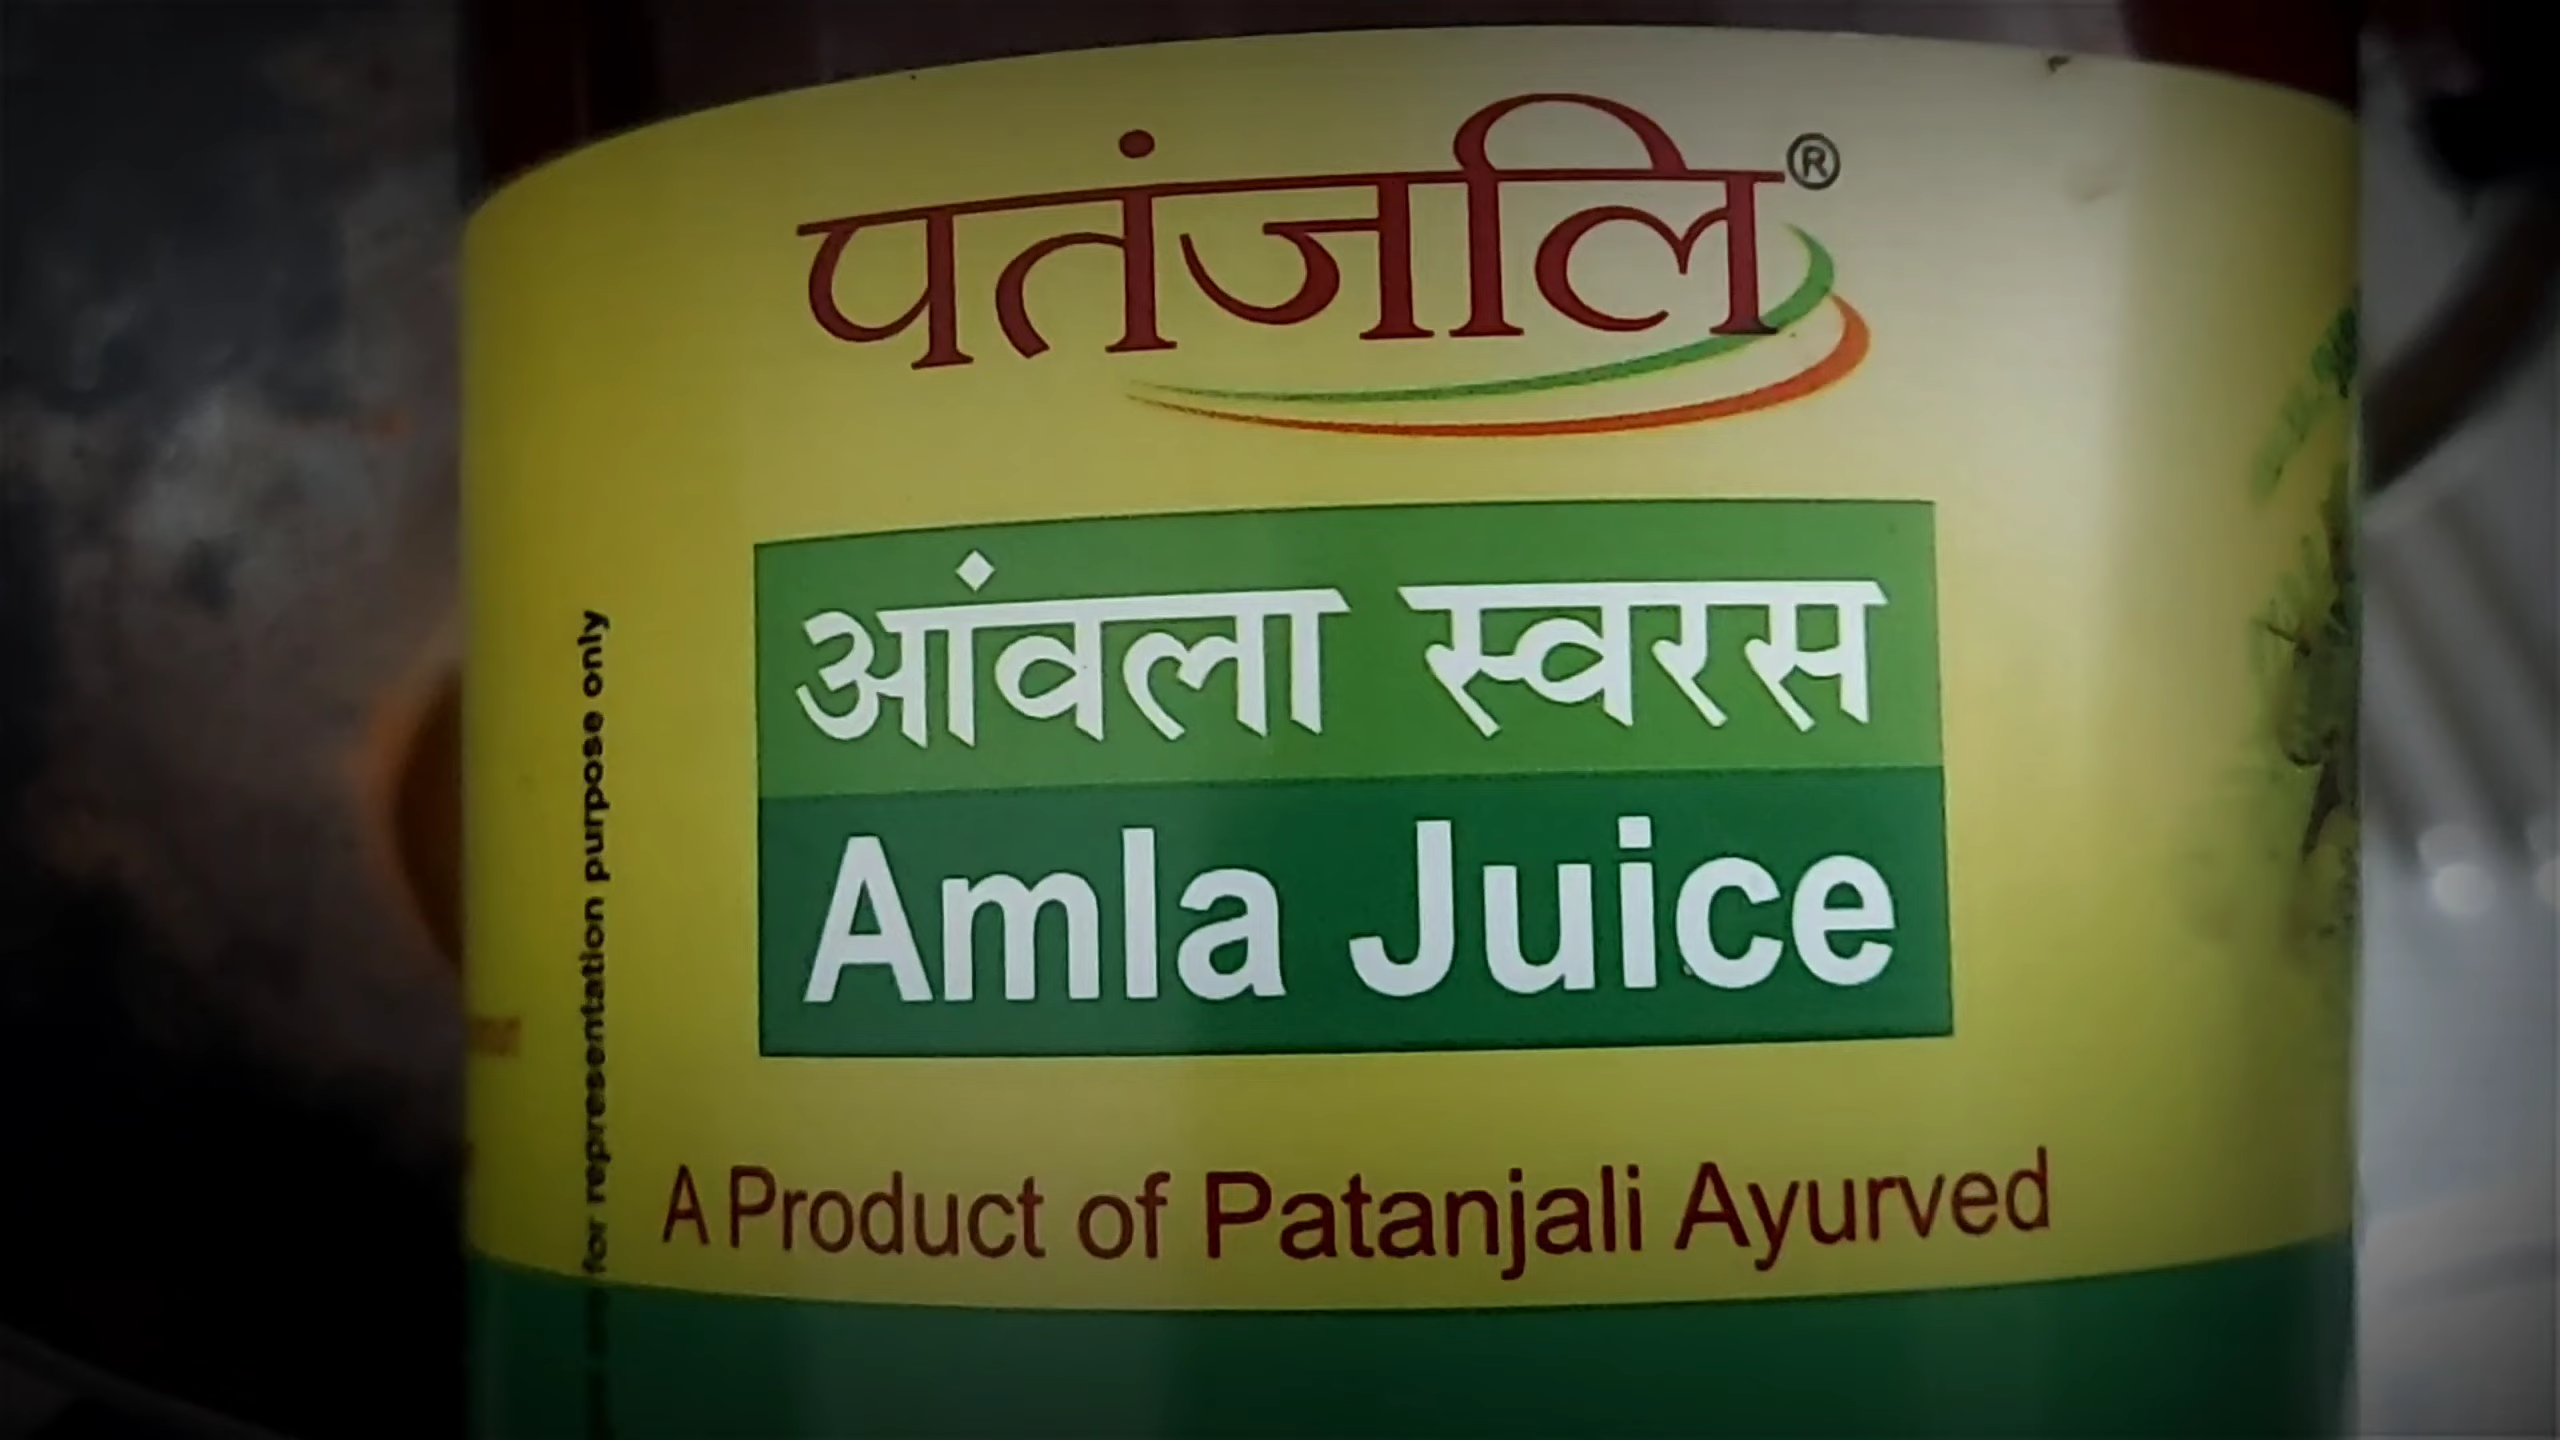 पतंजलि®
आंवला स्वरस
Amla Juice
A Product of Patanjali Ayurved
for representation purpose only